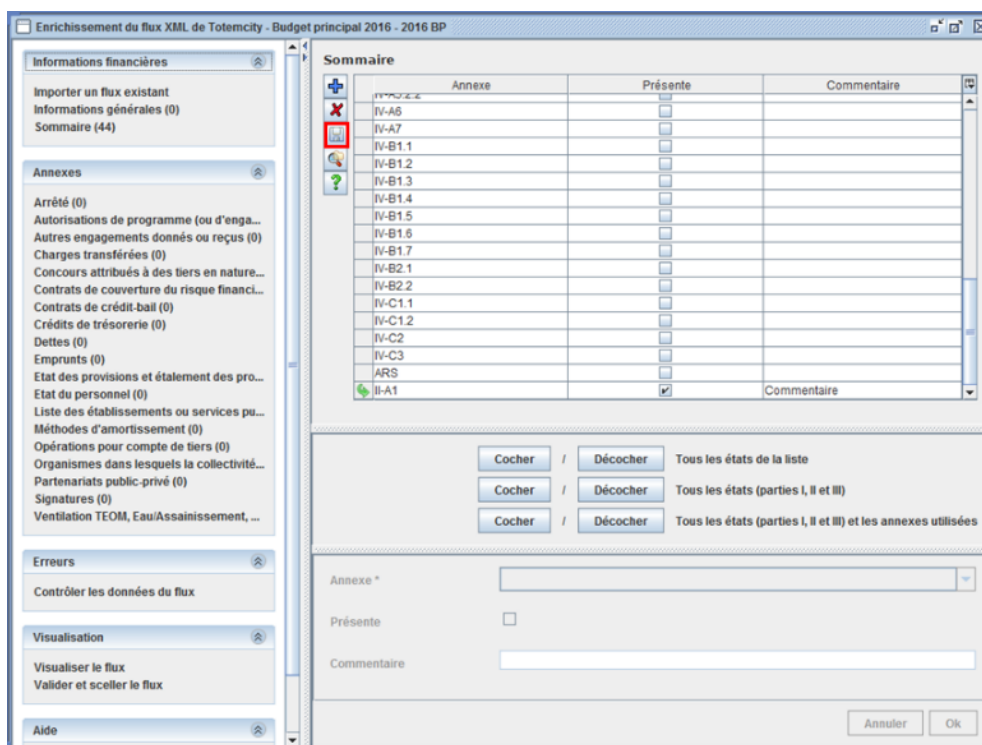 Enrichissement du flux XML de Totemcity - Budget principal 2016 - 2016 BP
Informations financières
Importer un flux existant
Informations générales (0)
Sommaire (44)
Annexes
Arrêté (0)
Autorisations de programme (ou d'enga...
Autres engagements donnés ou reçus (0)
Charges transférées (0)
Concours attribués à des tiers en nature...
Contrats de couverture du risque financi...
Contrats de crédit-bail (0)
Crédits de trésorerie (0)
Dettes (0)
Emprunts (0)
Etat des provisions et étalement des pro...
Etat du personnel (0)
Liste des établissements ou services pu...
Méthodes d'amortissement (0)
Opérations pour compte de tiers (0)
Organismes dans lesquels la collectivité...
Partenariats public-privé (0)
Signatures (0)
Ventilation TEOM, Eau/Assainissement, ...
Erreurs
Contrôler les données du flux
Visualisation
Visualiser le flux
Valider et sceller le flux
Aide
Sommaire
Annexe Présente Commentaire
IV-A6
IV-A7
IV-B1.1
IV-B1.2
IV-B1.3
IV-B1.4
IV-B1.5
IV-B1.6
IV-B1.7
IV-B2.1
IV-B2.2
IV-C1.1
IV-C1.2
IV-C2
IV-C3
ARS
II-A1 Commentaire
Cocher / Décocher Tous les états de la liste
Cocher / Décocher Tous les états (parties I, II et III)
Cocher / Décocher Tous les états (parties I, II et III) et les annexes utilisées
Annexe *
Présente
Commentaire
Annuler Ok